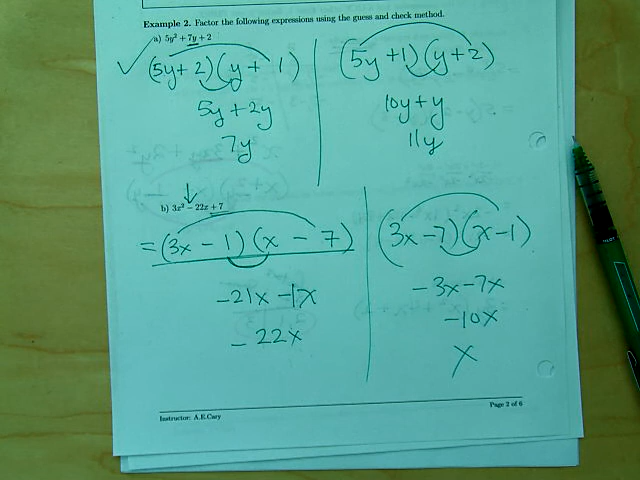 Example 2. Factor the following expressions using the guess and check method.
a) 5y² + 7y + 2
✓ (5y + 2)(y + 1)
5y + 2y
7y
(5y + 1)(y + 2)
10y + y
11y
b) 3x² − 22x + 7
= (3x − 1)(x − 7)
−21x − 1x
−22x
(3x − 7)(x − 1)
−3x − 7x
−10x
X
Instructor: A.E.Cary
Page 2 of 6